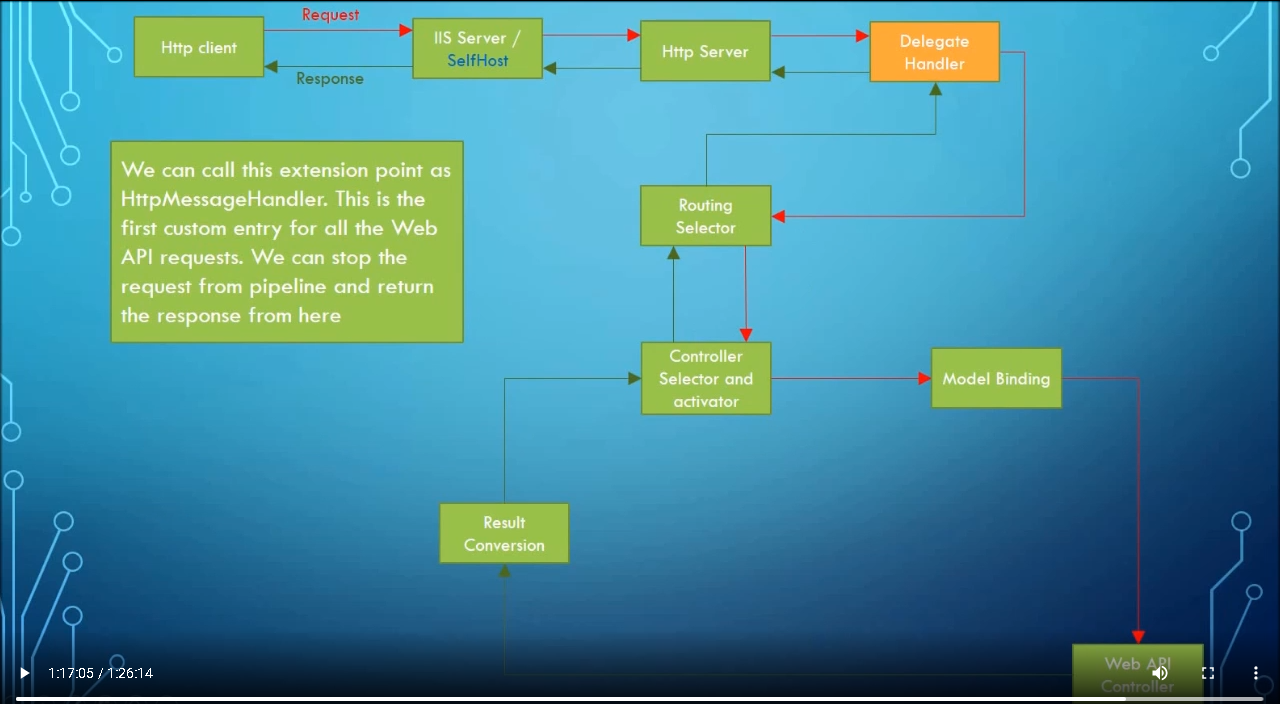 Request
Http client
IIS Server /
SelfHost
Http Server
Delegate
Handler
Response
We can call this extension point as
HttpMessageHandler. This is the
first custom entry for all the Web
API requests. We can stop the
request from pipeline and return
the response from here
Routing
Selector
Controller
Selector and
activator
Model Binding
Result
Conversion
Web API
Controller
1:17:05 / 1:26:14